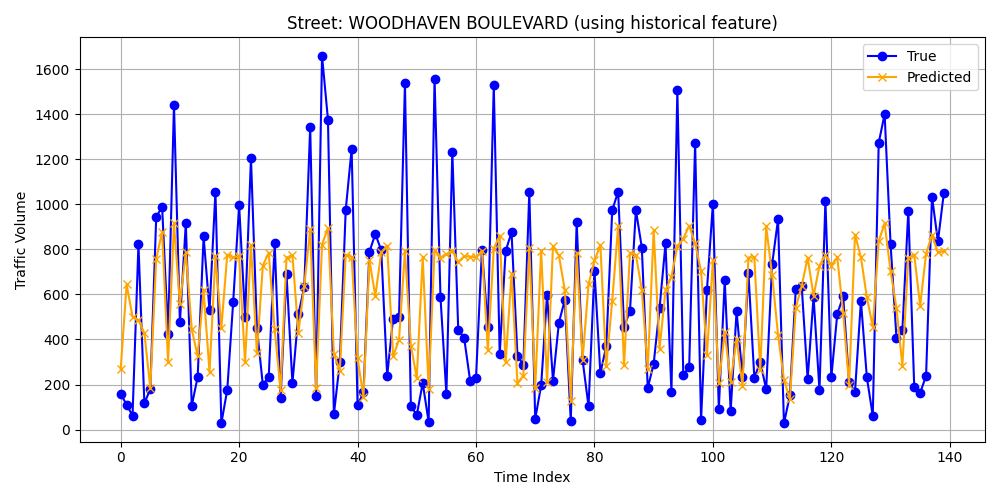 Street: WOODHAVEN BOULEVARD (using historical feature)
True
Predicted
Traffic Volume
1600
1400
1200
1000
800
600
400
200
0
0 20 40 60 80 100 120 140
Time Index